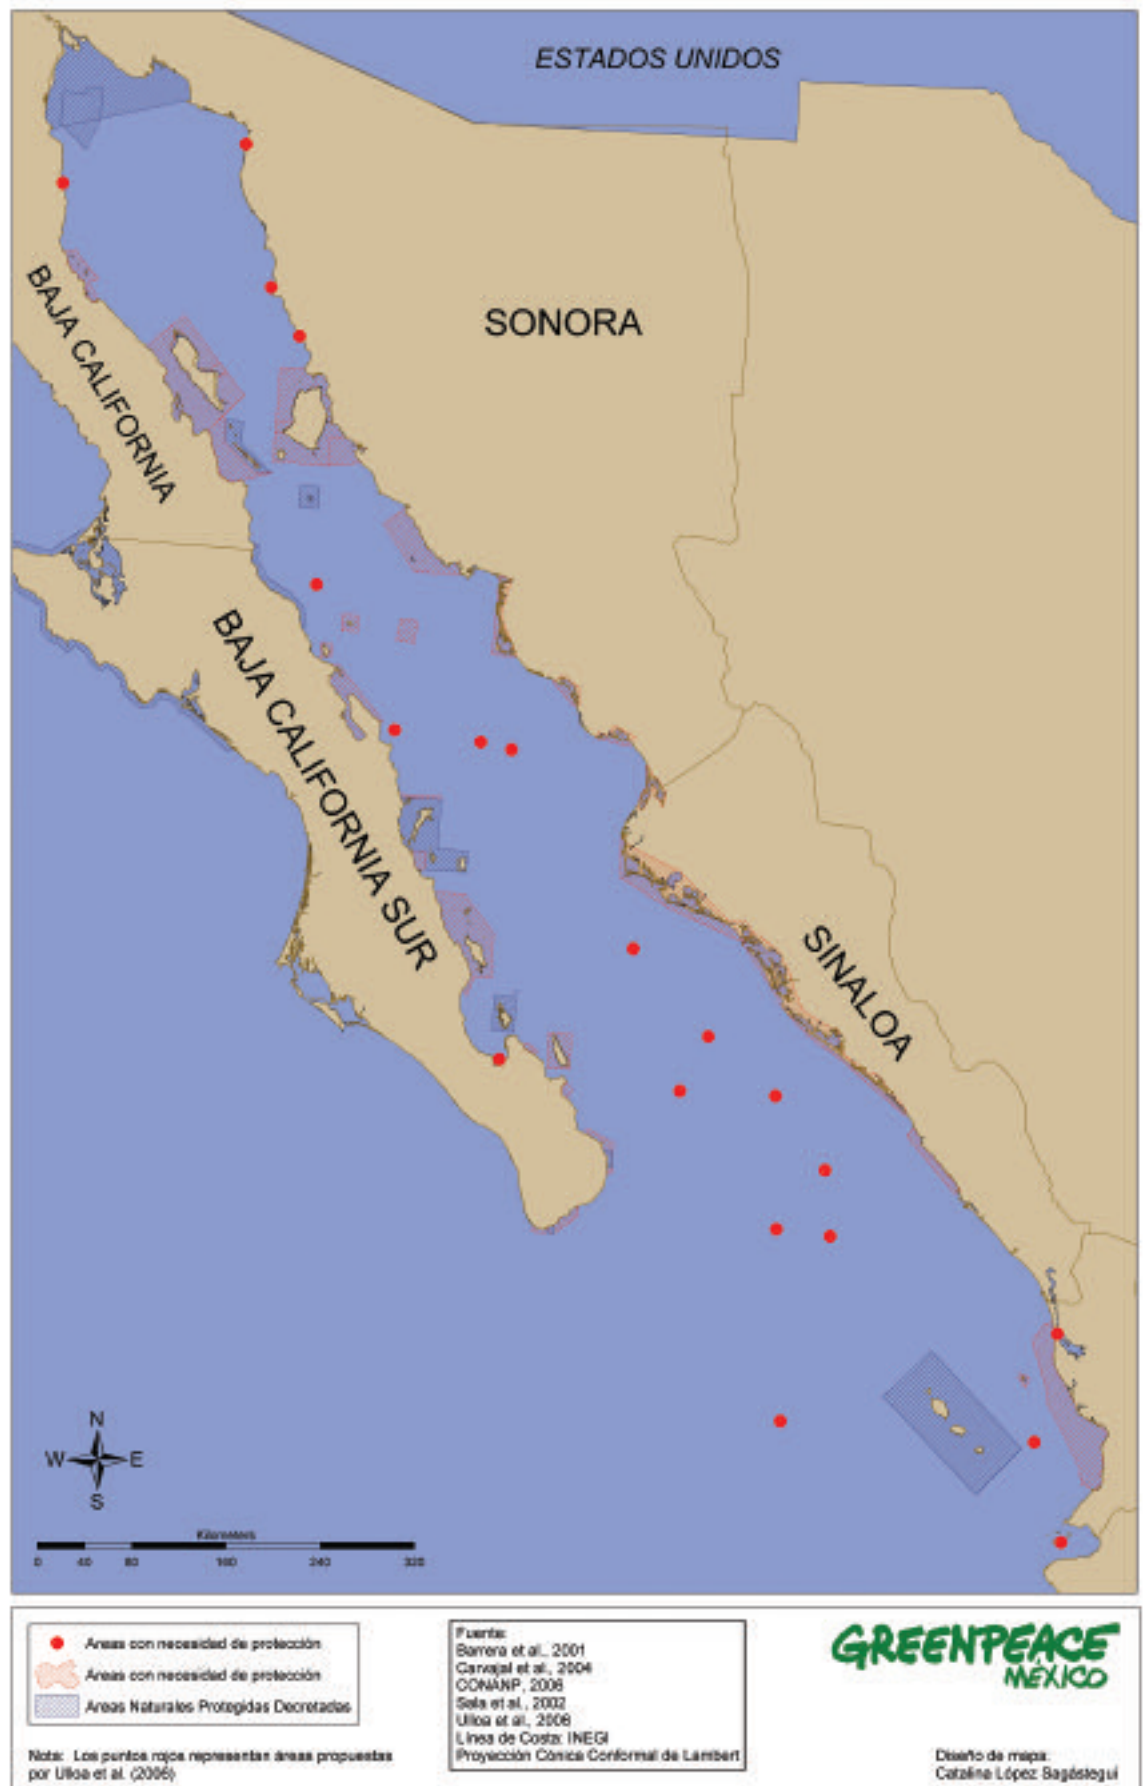 ESTADOS UNIDOS
SONORA
BAJA CALIFORNIA
BAJA CALIFORNIA SUR
SINALOA
N
W E
S
Kilometers
0 40 80 160 240 320
Areas con necesidad de protección
Areas con necesidad de protección
Areas Naturales Protegidas Decretadas
Nota: Los puntos rojos representan áreas propuestas
por Ulloa et al. (2006)
Fuente:
Barrera et al., 2001
Carvajal et al., 2004
CONANP, 2006
Sala et al., 2002
Ulloa et al., 2006
Línea de Costa: INEGI
Proyección Cónica Conformal de Lambert
GREENPEACE
MÉXICO
Diseño de mapa:
Catalina López Sagástegui